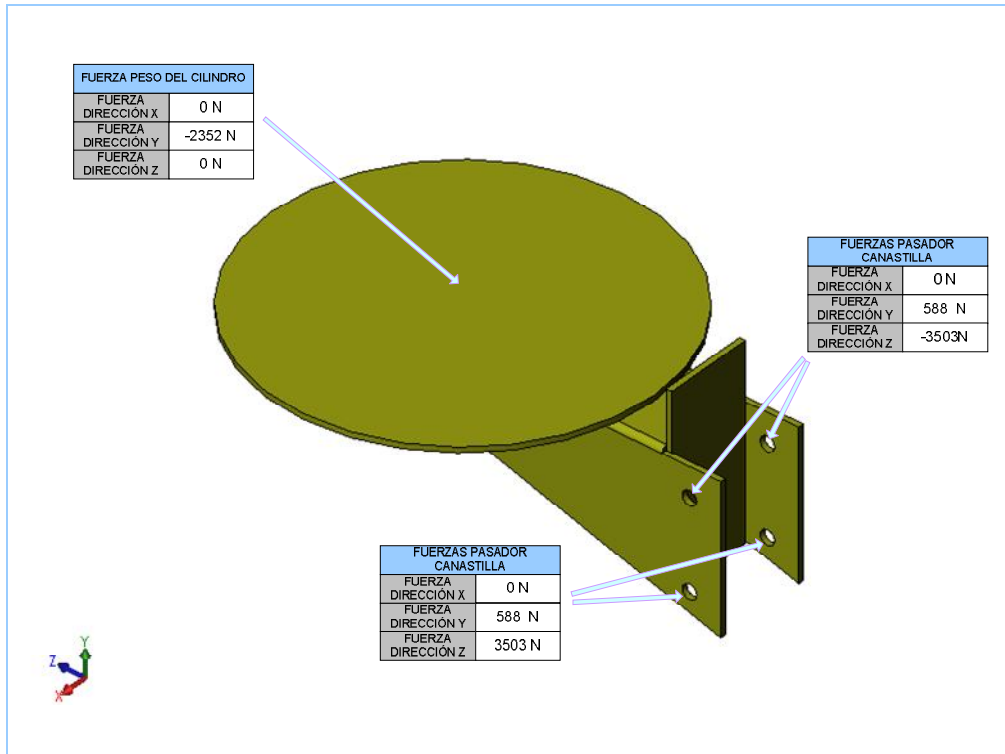 FUERZA PESO DEL CILINDRO
FUERZA
DIRECCIÓN X
0 N
FUERZA
DIRECCIÓN Y
-2352 N
FUERZA
DIRECCIÓN Z
0 N
FUERZAS PASADOR
CANASTILLA
FUERZA
DIRECCIÓN X
0 N
FUERZA
DIRECCIÓN Y
588 N
FUERZA
DIRECCIÓN Z
-3503N
FUERZAS PASADOR
CANASTILLA
FUERZA
DIRECCIÓN X
0 N
FUERZA
DIRECCIÓN Y
588 N
FUERZA
DIRECCIÓN Z
3503 N
Y
Z
X